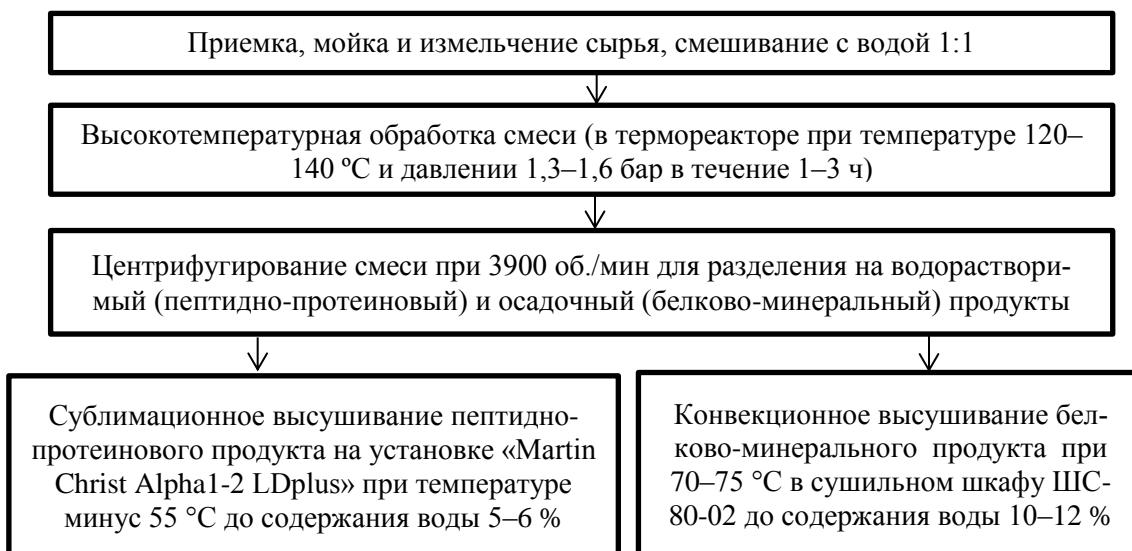 Приемка, мойка и измельчение сырья, смешивание с водой 1:1
Высокотемпературная обработка смеси (в термореакторе при температуре 120–
140 ºС и давлении 1,3–1,6 бар в течение 1–3 ч)
Центрифугирование смеси при 3900 об./мин для разделения на водораствори-
мый (пептидно-протеиновый) и осадочный (белково-минеральный) продукты
Сублимационное высушивание пептидно-
протеинового продукта на установке «Martin
Christ Alpha1-2 LDplus» при температуре
минус 55 °С до содержания воды 5–6 %
Конвекционное высушивание бел-
ково-минерального продукта при
70–75 °С в сушильном шкафу ШС-
80-02 до содержания воды 10–12 %